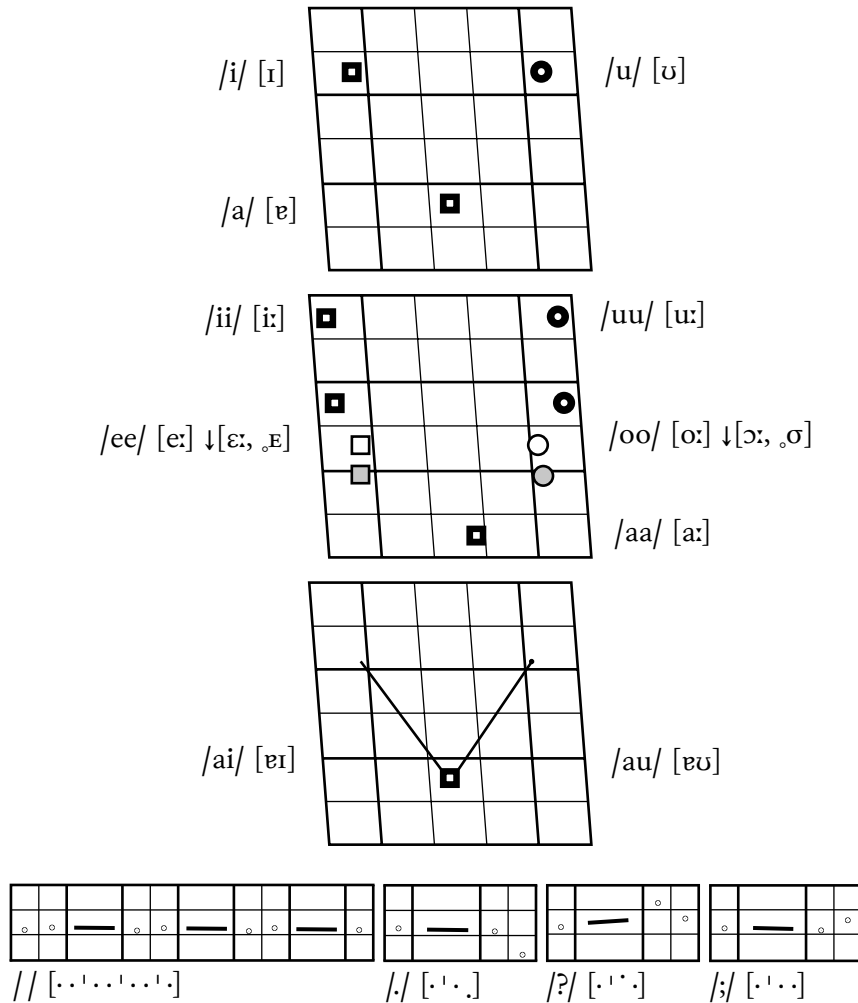 /i/ [ɪ] /u/ [ʊ]
/a/ [ɐ]
/ii/ [iː] /uu/ [uː]
/ee/ [eː] ↓[ɛː, ˳ᴇ] /oo/ [oː] ↓[ɔː, ˳σ]
/aa/ [aː]
/ai/ [ɐɪ] /au/ [ɐʊ]
// [··ˈ··ˈ··ˈ·] /./ [·ˈ·.] /?/ [·ˈ˙·] /;/ [·ˈ··]